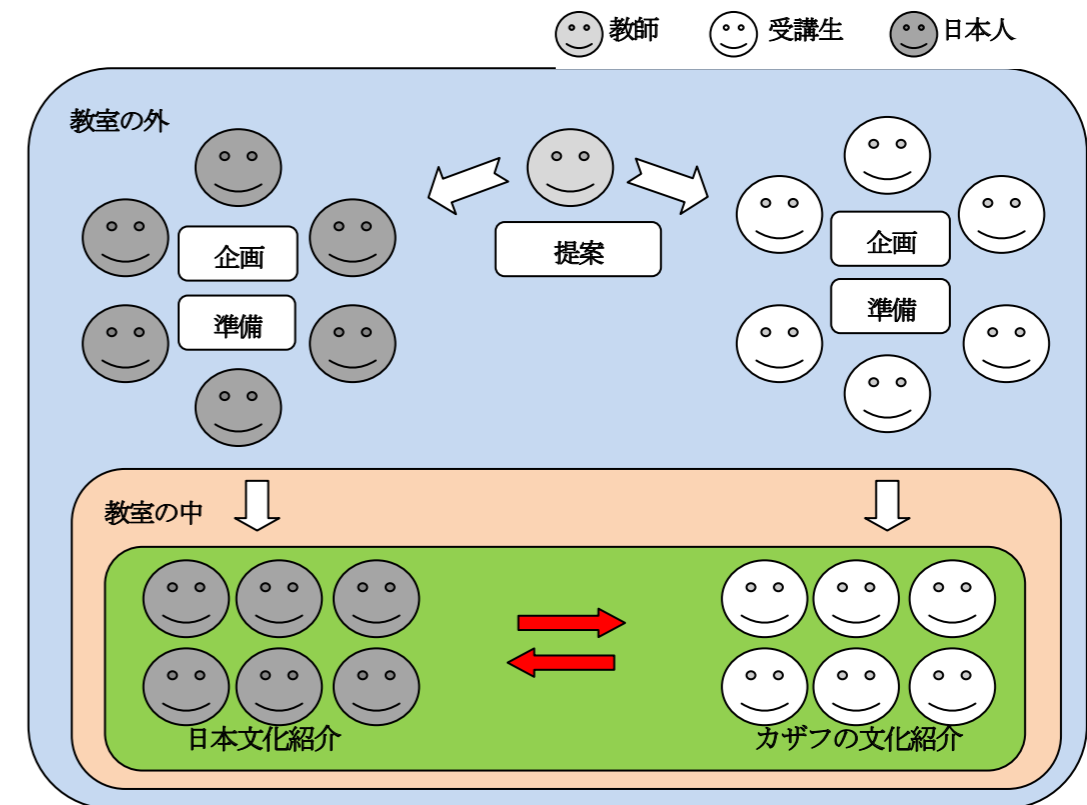 教師
受講生
日本人
教室の外
企画
準備
提案
企画
準備
教室の中
日本文化紹介
カザフの文化紹介